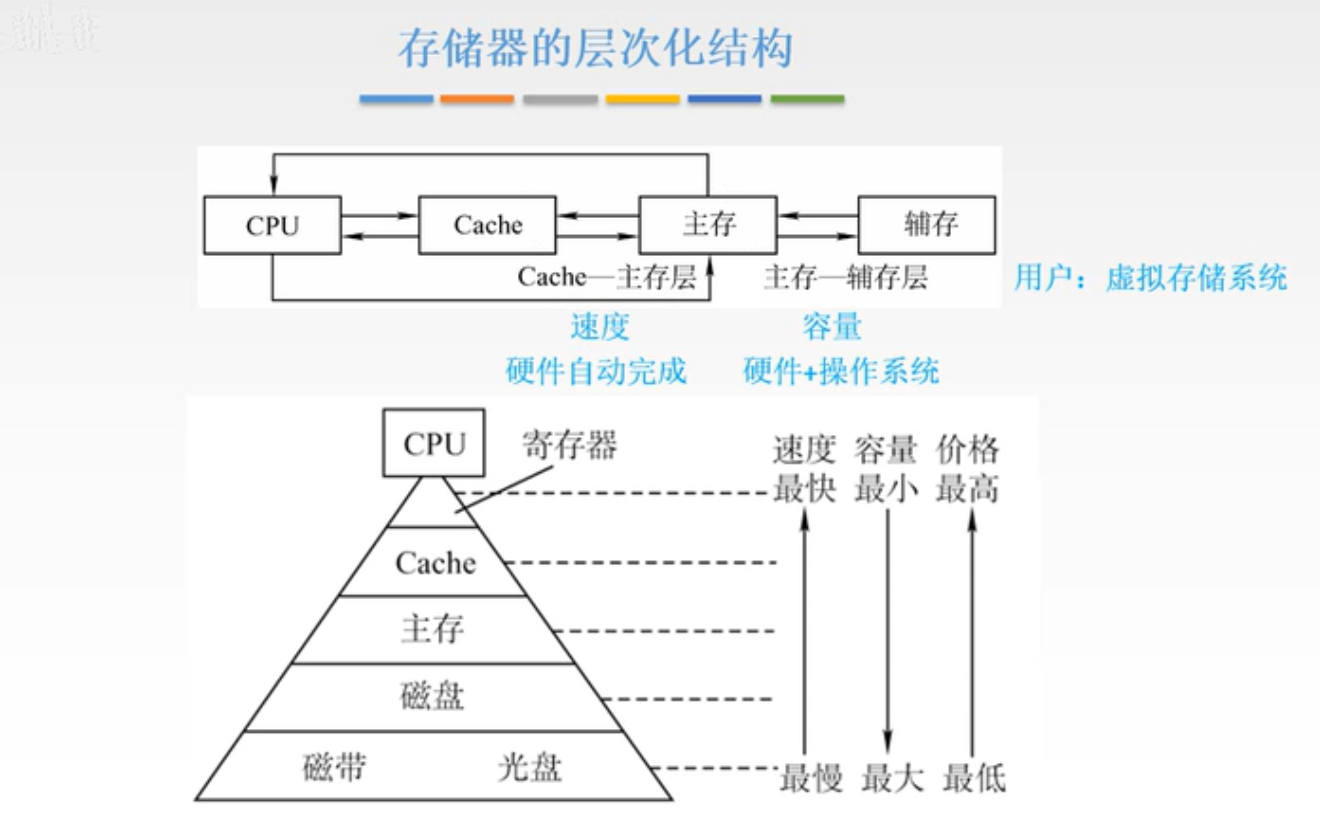 存储器的层次化结构
CPU
Cache
主存
辅存
Cache—主存层
主存—辅存层
用户：虚拟存储系统
速度
容量
硬件自动完成
硬件+操作系统
CPU
寄存器
速度 容量 价格
最快 最小 最高
Cache
主存
磁盘
磁带 光盘
最慢 最大 最低